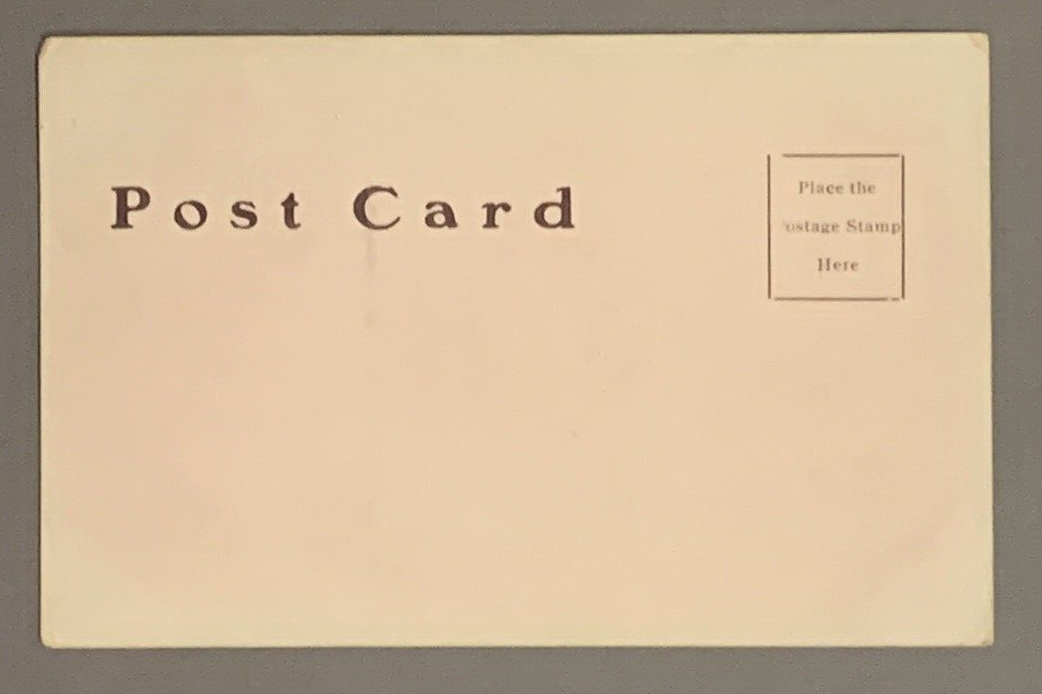 Post Card
Place the
ostage Stamp
Here